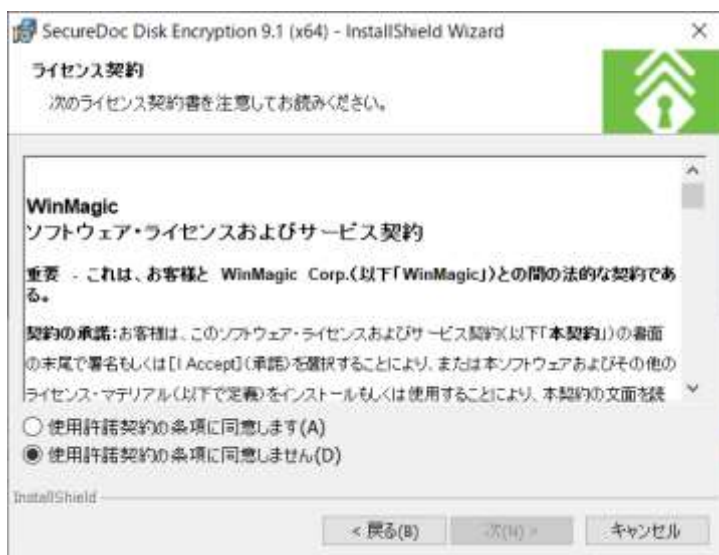 SecureDoc Disk Encryption 9.1 (x64) - InstallShield Wizard
ライセンス契約
次のライセンス契約書を注意してお読みください。
WinMagic
ソフトウェア・ライセンスおよびサービス契約
重要 - これは、お客様と WinMagic Corp.(以下「WinMagic」)との間の法的な契約であ
る。
契約の承諾:お客様は、このソフトウェア・ライセンスおよびサービス契約(以下「本契約」)の書面
の末尾で署名もしくは[I Accept](承諾)を選択することにより、または本ソフトウェアおよびその他の
ライセンス・マテリアル(以下で定義)をインストールもしくは使用することにより、本契約の文面を読
使用許諾契約の条項に同意します(A)
使用許諾契約の条項に同意しません(D)
InstallShield
< 戻る(B)
次(N) >
キャンセル